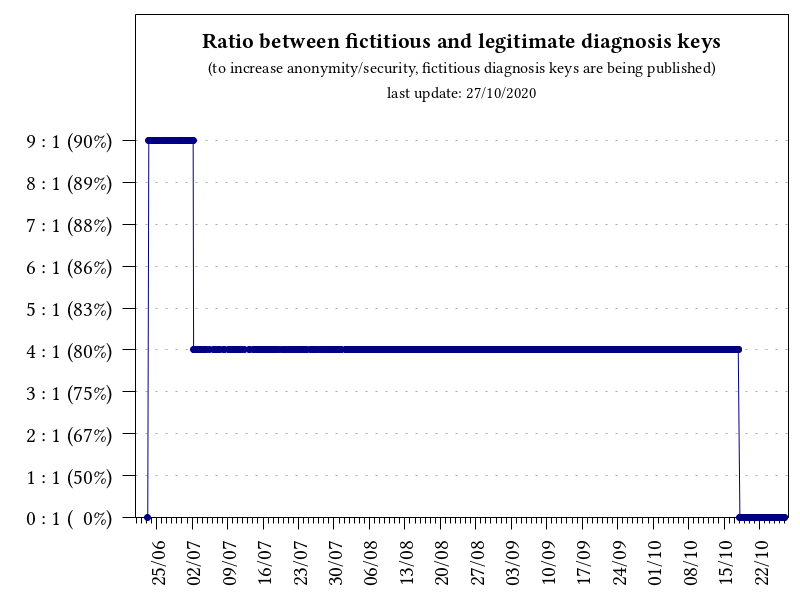 Ratio between fictitious and legitimate diagnosis keys
(to increase anonymity/security, fictitious diagnosis keys are being published)
last update: 27/10/2020
9 : 1 (90%)
8 : 1 (89%)
7 : 1 (88%)
6 : 1 (86%)
5 : 1 (83%)
4 : 1 (80%)
3 : 1 (75%)
2 : 1 (67%)
1 : 1 (50%)
0 : 1 (  0%)
25/06
02/07
09/07
16/07
23/07
30/07
06/08
13/08
20/08
27/08
03/09
10/09
17/09
24/09
01/10
08/10
15/10
22/10